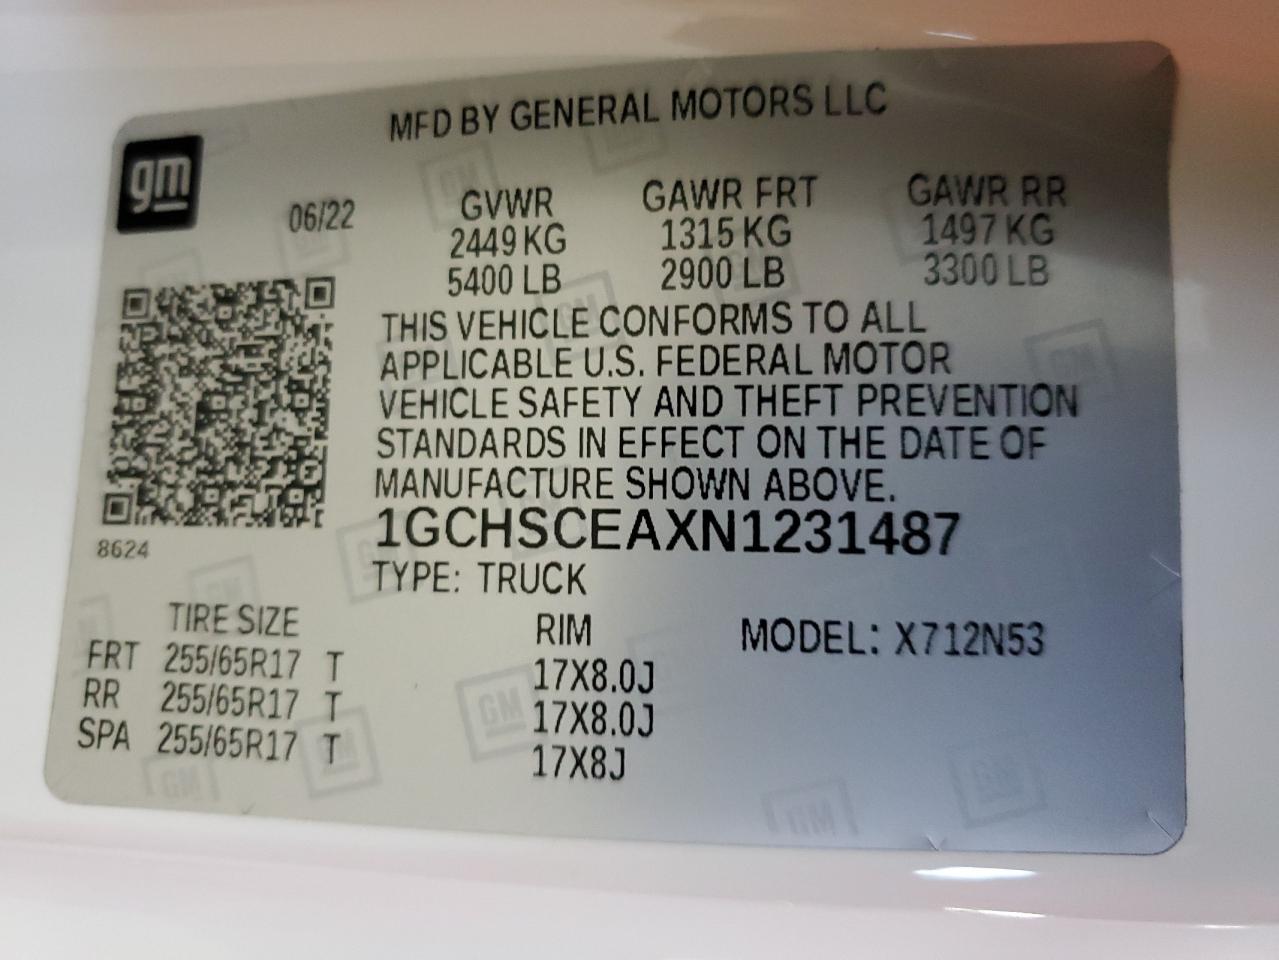 MFD BY GENERAL MOTORS LLC
gm
06/22 GVWR GAWR FRT GAWR RR
2449 KG 1315 KG 1497 KG
5400 LB 2900 LB 3300 LB
THIS VEHICLE CONFORMS TO ALL
APPLICABLE U.S. FEDERAL MOTOR
VEHICLE SAFETY AND THEFT PREVENTION
STANDARDS IN EFFECT ON THE DATE OF
MANUFACTURE SHOWN ABOVE.
1GCHSCEAXN1231487
8624
TYPE: TRUCK
TIRE SIZE RIM MODEL: X712N53
FRT 255/65R17 T 17X8.0J
RR 255/65R17 T 17X8.0J
SPA 255/65R17 T 17X8J